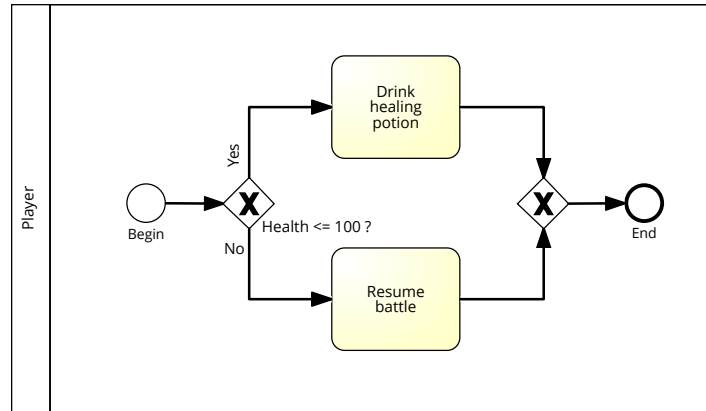 Player
Begin
Yes
No
Health <= 100 ?
Drink
healing
potion
Resume
battle
End